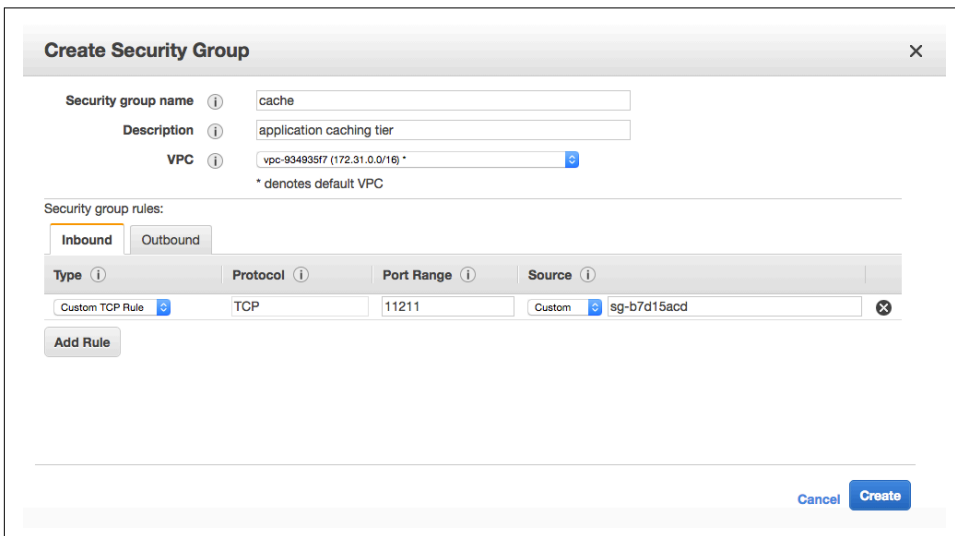 Create Security Group
Security group name i cache
Description i application caching tier
VPC i vpc-934935f7 (172.31.0.0/16) *
* denotes default VPC
Security group rules:
Inbound Outbound
Type i Protocol i Port Range i Source i
Custom TCP Rule TCP 11211 Custom sg-b7d15acd
Add Rule
Cancel Create